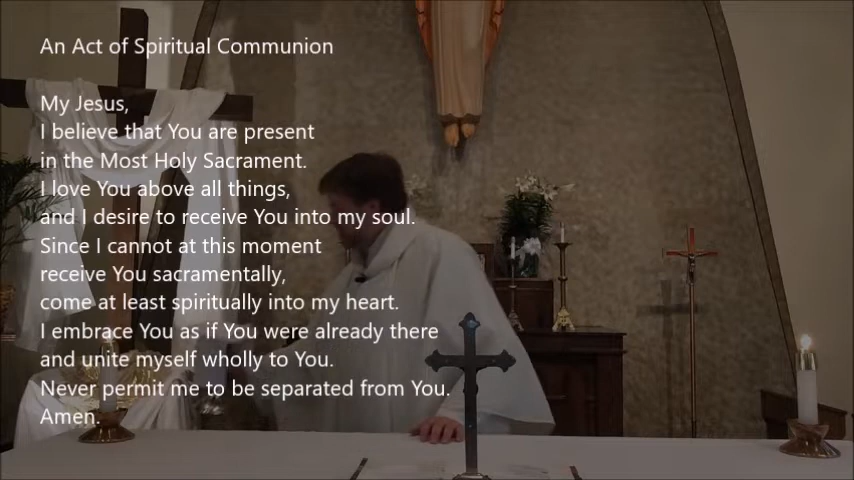 An Act of Spiritual Communion
My Jesus,
I believe that You are present
in the Most Holy Sacrament.
I love You above all things,
and I desire to receive You into my soul.
Since I cannot at this moment
receive You sacramentally,
come at least spiritually into my heart.
I embrace You as if You were already there
and unite myself wholly to You.
Never permit me to be separated from You.
Amen.